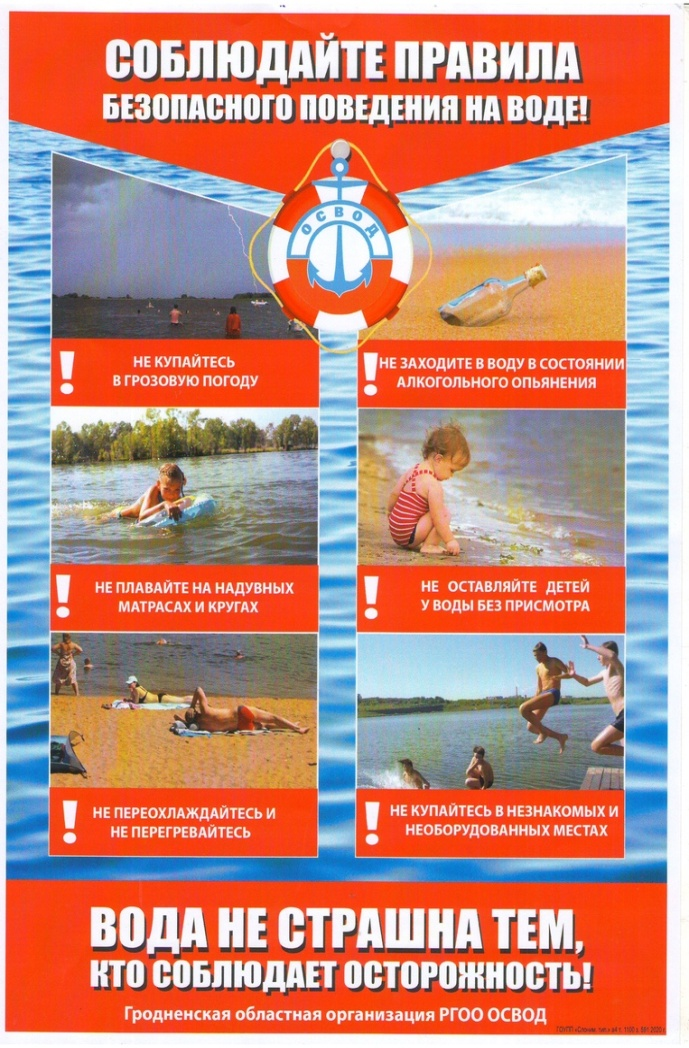 СОБЛЮДАЙТЕ ПРАВИЛА
БЕЗОПАСНОГО ПОВЕДЕНИЯ НА ВОДЕ!
ОСВОД
! НЕ КУПАЙТЕСЬ
В ГРОЗОВУЮ ПОГОДУ
! НЕ ЗАХОДИТЕ В ВОДУ В СОСТОЯНИИ
АЛКОГОЛЬНОГО ОПЬЯНЕНИЯ
! НЕ ПЛАВАЙТЕ НА НАДУВНЫХ
МАТРАСАХ И КРУГАХ
! НЕ ОСТАВЛЯЙТЕ ДЕТЕЙ
У ВОДЫ БЕЗ ПРИСМОТРА
! НЕ ПЕРЕОХЛАЖДАЙТЕСЬ И
НЕ ПЕРЕГРЕВАЙТЕСЬ
! НЕ КУПАЙТЕСЬ В НЕЗНАКОМЫХ И
НЕОБОРУДОВАННЫХ МЕСТАХ
ВОДА НЕ СТРАШНА ТЕМ,
КТО СОБЛЮДАЕТ ОСТОРОЖНОСТЬ!
Гродненская областная организация РГОО ОСВОД